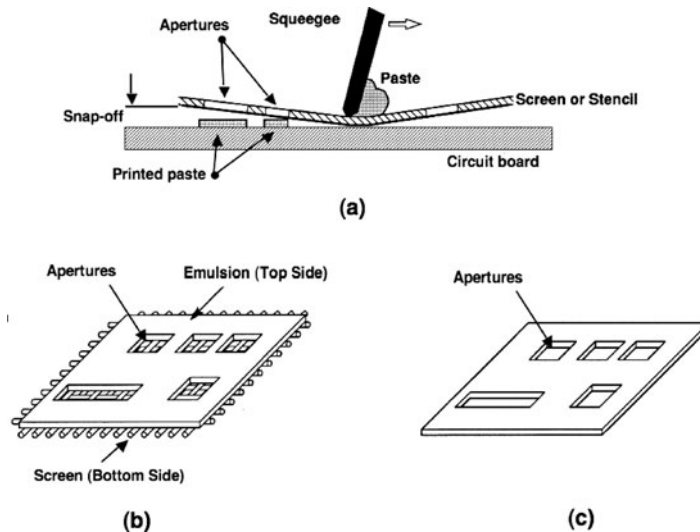 Squeegee
Apertures
Paste
Screen or Stencil
Snap-off
Printed paste
Circuit board
(a)
Apertures
Emulsion (Top Side)
Screen (Bottom Side)
(b)
Apertures
(c)